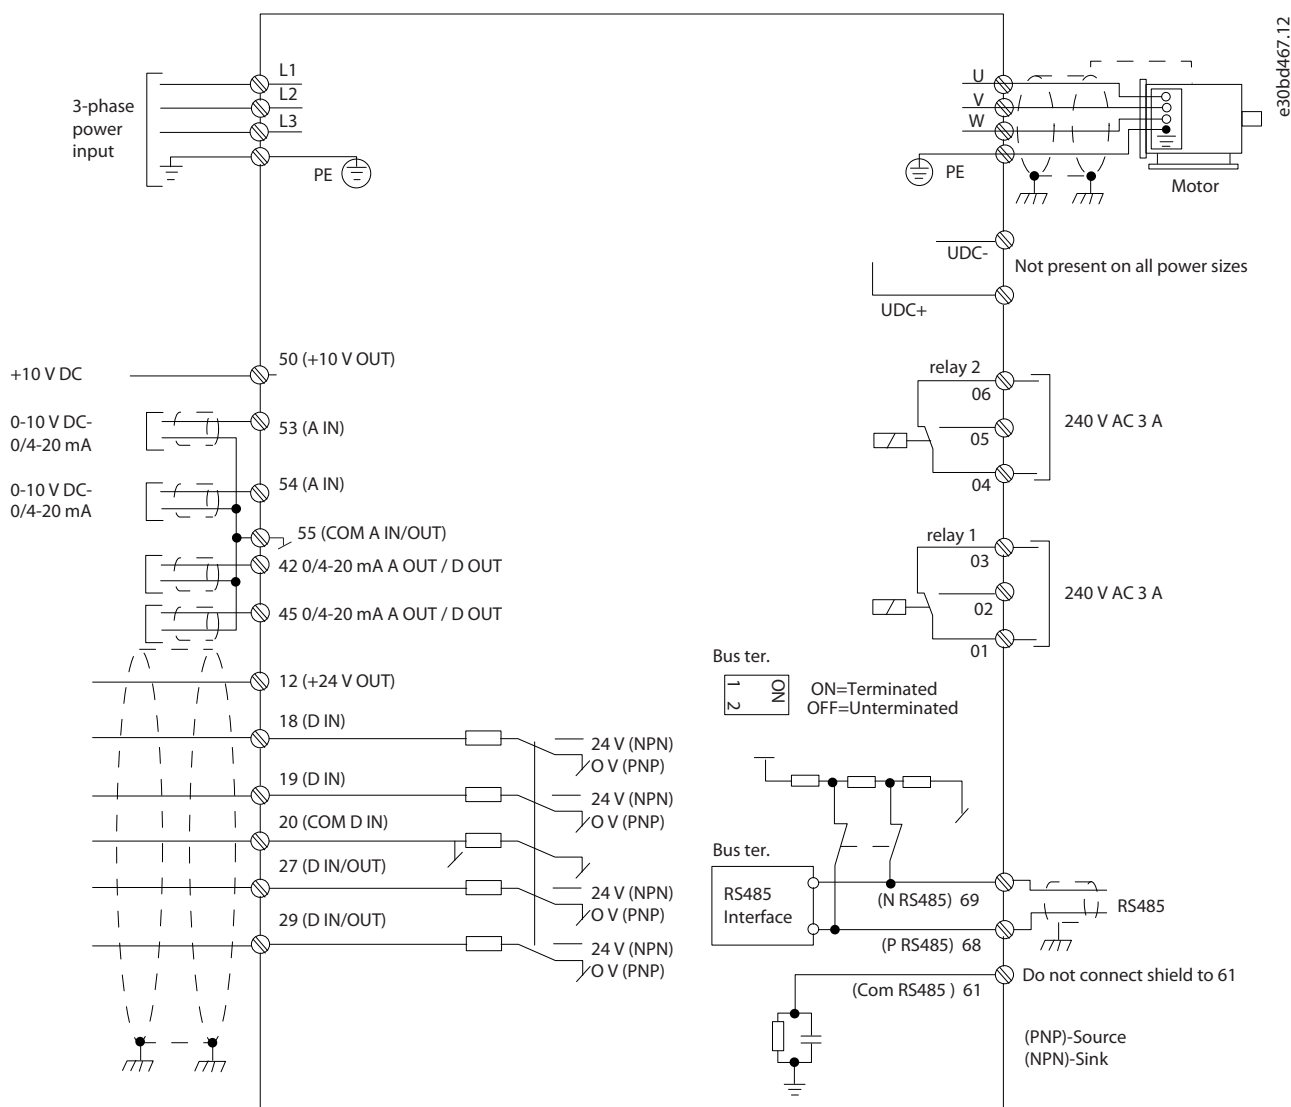 e30bd467.12
3-phase
power
input
L1
L2
L3
PE
U
V
W
PE
Motor
UDC-
Not present on all power sizes
UDC+
+10 V DC
50 (+10 V OUT)
0-10 V DC-
0/4-20 mA
53 (A IN)
0-10 V DC-
0/4-20 mA
54 (A IN)
55 (COM A IN/OUT)
42 0/4-20 mA A OUT / D OUT
45 0/4-20 mA A OUT / D OUT
12 (+24 V OUT)
18 (D IN)
24 V (NPN)
O V (PNP)
19 (D IN)
24 V (NPN)
O V (PNP)
20 (COM D IN)
27 (D IN/OUT)
24 V (NPN)
O V (PNP)
29 (D IN/OUT)
24 V (NPN)
O V (PNP)
relay 2
06
05
04
240 V AC 3 A
relay 1
03
02
01
240 V AC 3 A
Bus ter.
1
2
ON
ON=Terminated
OFF=Unterminated
Bus ter.
RS485
Interface
(N RS485) 69
RS485
(P RS485) 68
(Com RS485 ) 61
Do not connect shield to 61
(PNP)-Source
(NPN)-Sink